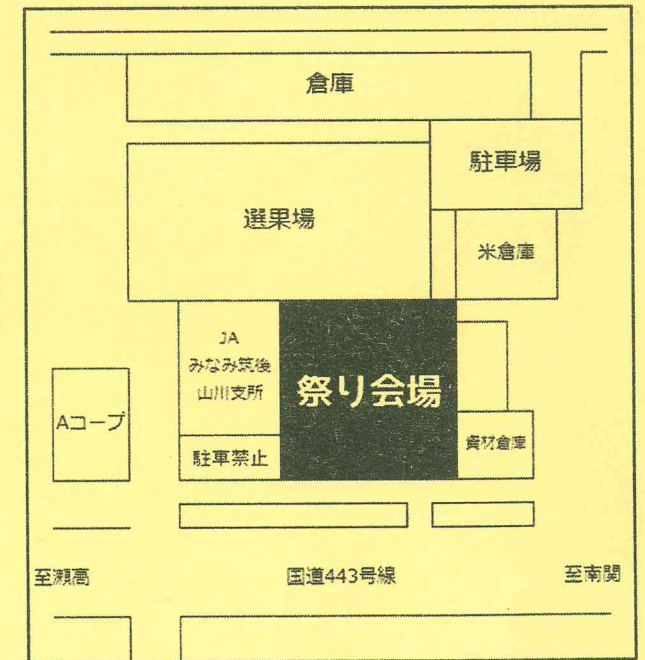 倉庫
駐車場
選果場
米倉庫
JA
みなみ筑後
山川支所
祭り会場
Aコープ
駐車禁止
資材倉庫
至瀬高
国道443号線
至南関